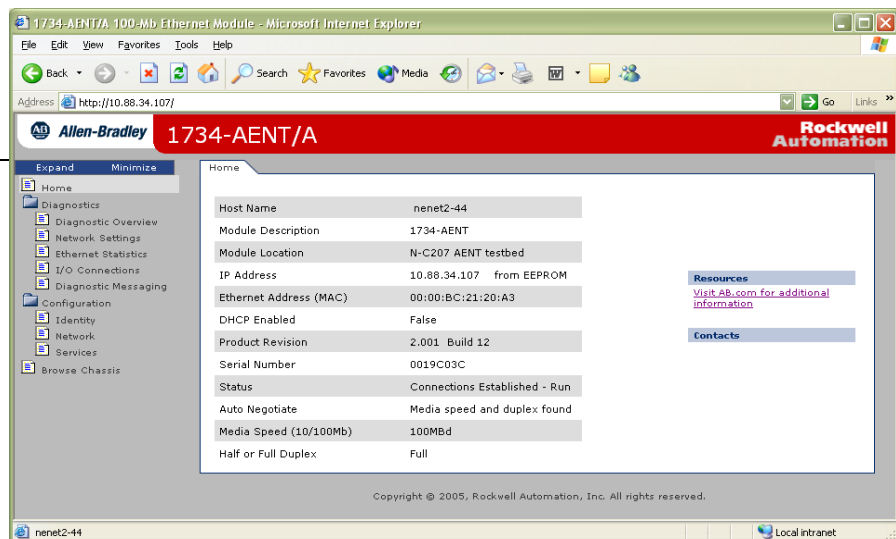 1734-AENT/A 100-Mb Ethernet Module - Microsoft Internet Explorer
File Edit View Favorites Tools Help
Back Search Favorites Media
Address http://10.88.34.107/ Go Links »
AB Allen-Bradley 1734-AENT/A Rockwell Automation
Expand Minimize
Home
Diagnostics
Diagnostic Overview
Network Settings
Ethernet Statistics
I/O Connections
Diagnostic Messaging
Configuration
Identity
Network
Services
Browse Chassis
Home
Host Name nenet2-44
Module Description 1734-AENT
Module Location N-C207 AENT testbed
IP Address 10.88.34.107 from EEPROM
Ethernet Address (MAC) 00:00:BC:21:20:A3
DHCP Enabled False
Product Revision 2.001 Build 12
Serial Number 0019C03C
Status Connections Established - Run
Auto Negotiate Media speed and duplex found
Media Speed (10/100Mb) 100MBd
Half or Full Duplex Full
Resources
Visit AB.com for additional
information
Contacts
Copyright © 2005, Rockwell Automation, Inc. All rights reserved.
nenet2-44 Local intranet